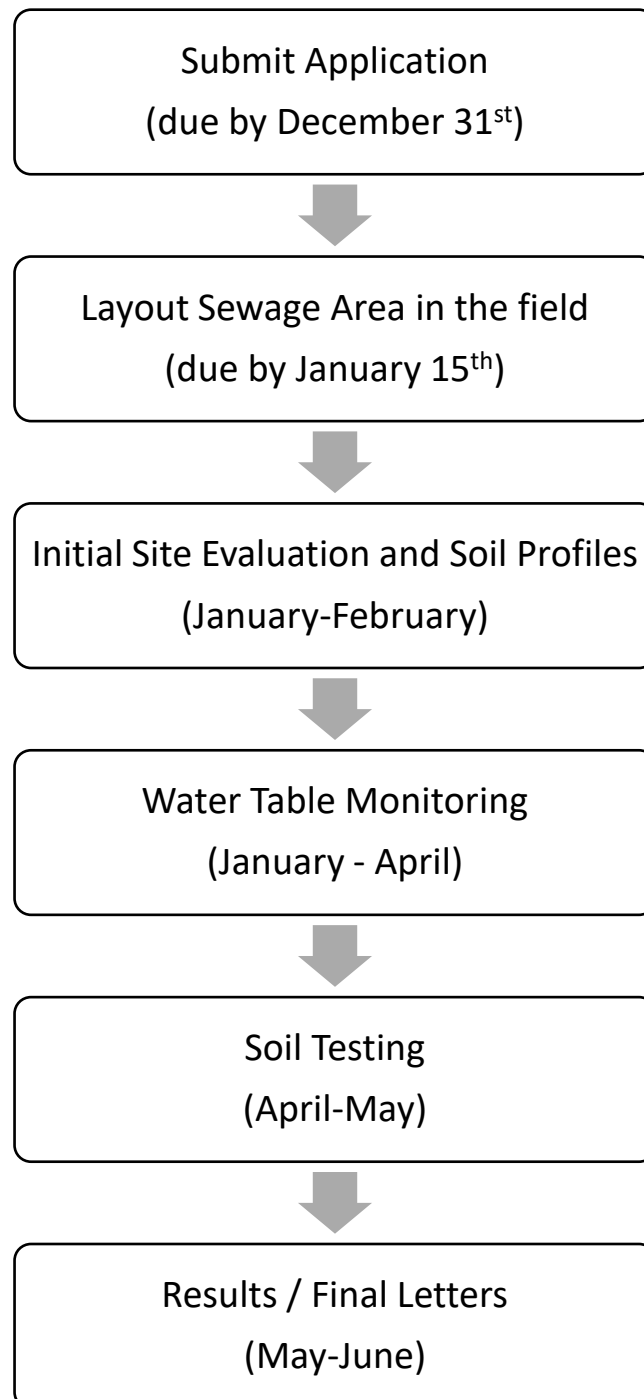 Submit Application
(due by December 31st)
Layout Sewage Area in the field
(due by January 15th)
Initial Site Evaluation and Soil Profiles
(January-February)
Water Table Monitoring
(January - April)
Soil Testing
(April-May)
Results / Final Letters
(May-June)